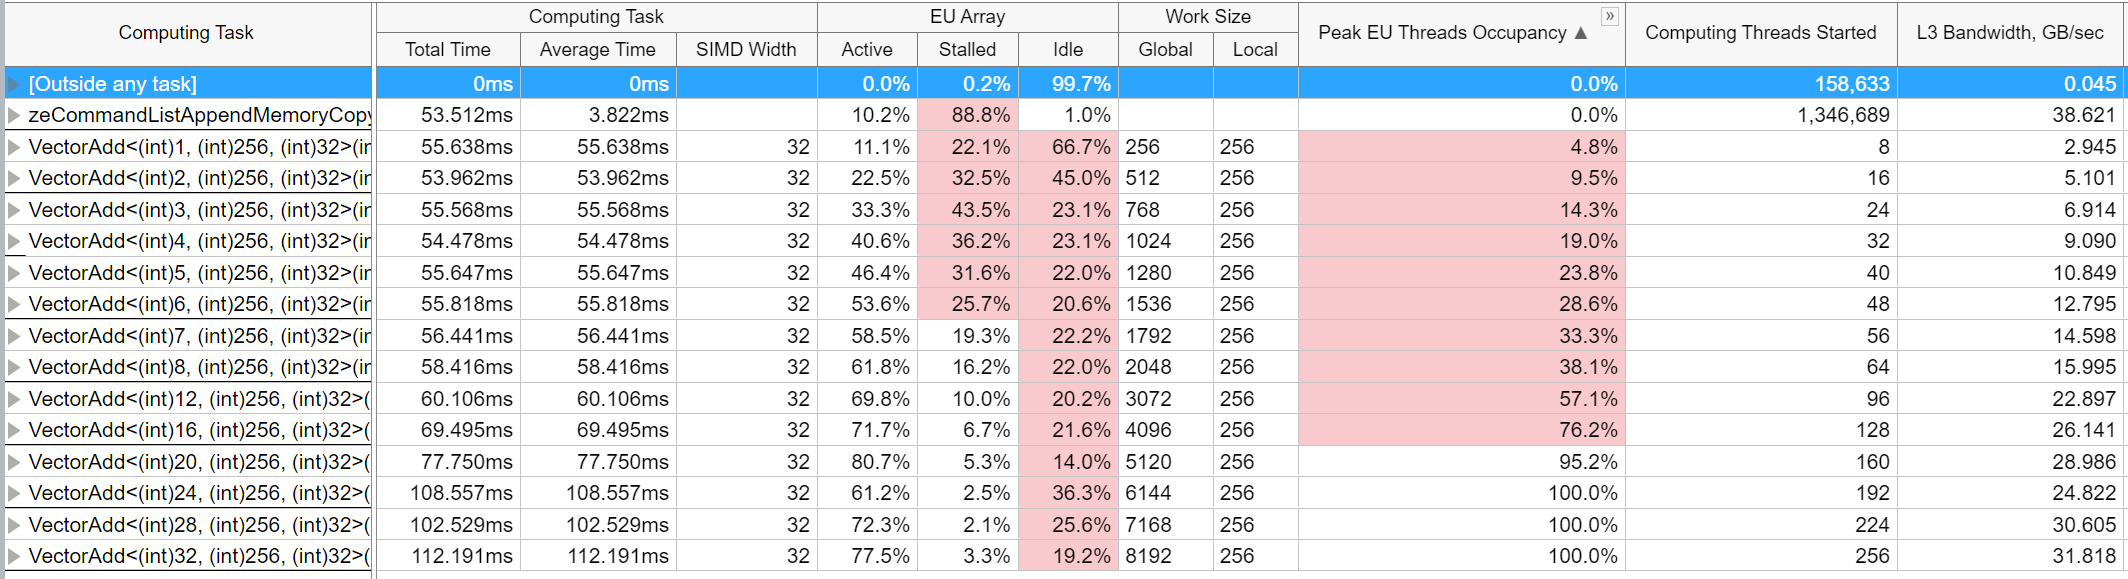 Computing Task Computing Task EU Array Work Size Peak EU Threads Occupancy ▲ » Computing Threads Started L3 Bandwidth, GB/sec
Total Time Average Time SIMD Width Active Stalled Idle Global Local
[Outside any task] 0ms 0ms 0.0% 0.2% 99.7% 0.0% 158,633 0.045
zeCommandListAppendMemoryCopy 53.512ms 3.822ms 10.2% 88.8% 1.0% 0.0% 1,346,689 38.621
VectorAdd<(int)1, (int)256, (int)32>(in 55.638ms 55.638ms 32 11.1% 22.1% 66.7% 256 256 4.8% 8 2.945
VectorAdd<(int)2, (int)256, (int)32>(in 53.962ms 53.962ms 32 22.5% 32.5% 45.0% 512 256 9.5% 16 5.101
VectorAdd<(int)3, (int)256, (int)32>(in 55.568ms 55.568ms 32 33.3% 43.5% 23.1% 768 256 14.3% 24 6.914
VectorAdd<(int)4, (int)256, (int)32>(in 54.478ms 54.478ms 32 40.6% 36.2% 23.1% 1024 256 19.0% 32 9.090
VectorAdd<(int)5, (int)256, (int)32>(in 55.647ms 55.647ms 32 46.4% 31.6% 22.0% 1280 256 23.8% 40 10.849
VectorAdd<(int)6, (int)256, (int)32>(in 55.818ms 55.818ms 32 53.6% 25.7% 20.6% 1536 256 28.6% 48 12.795
VectorAdd<(int)7, (int)256, (int)32>(in 56.441ms 56.441ms 32 58.5% 19.3% 22.2% 1792 256 33.3% 56 14.598
VectorAdd<(int)8, (int)256, (int)32>(in 58.416ms 58.416ms 32 61.8% 16.2% 22.0% 2048 256 38.1% 64 15.995
VectorAdd<(int)12, (int)256, (int)32>( 60.106ms 60.106ms 32 69.8% 10.0% 20.2% 3072 256 57.1% 96 22.897
VectorAdd<(int)16, (int)256, (int)32>( 69.495ms 69.495ms 32 71.7% 6.7% 21.6% 4096 256 76.2% 128 26.141
VectorAdd<(int)20, (int)256, (int)32>( 77.750ms 77.750ms 32 80.7% 5.3% 14.0% 5120 256 95.2% 160 28.986
VectorAdd<(int)24, (int)256, (int)32>( 108.557ms 108.557ms 32 61.2% 2.5% 36.3% 6144 256 100.0% 192 24.822
VectorAdd<(int)28, (int)256, (int)32>( 102.529ms 102.529ms 32 72.3% 2.1% 25.6% 7168 256 100.0% 224 30.605
VectorAdd<(int)32, (int)256, (int)32>( 112.191ms 112.191ms 32 77.5% 3.3% 19.2% 8192 256 100.0% 256 31.818